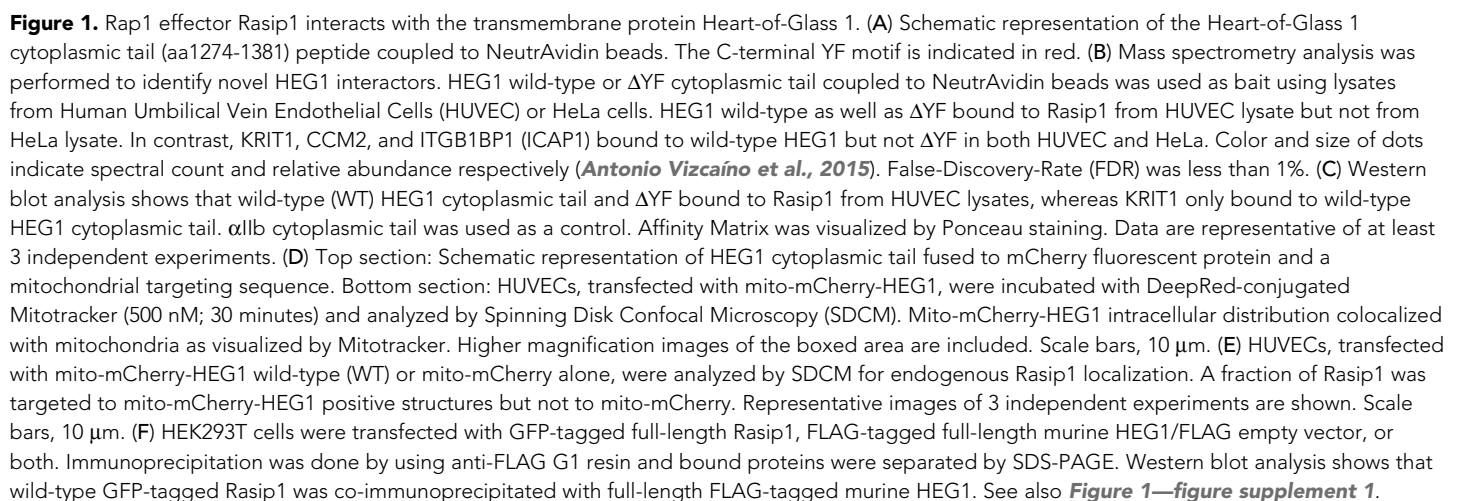 Figure 1. Rap1 effector Rasip1 interacts with the transmembrane protein Heart-of-Glass 1. (A) Schematic representation of the Heart-of-Glass 1
cytoplasmic tail (aa1274-1381) peptide coupled to NeutrAvidin beads. The C-terminal YF motif is indicated in red. (B) Mass spectrometry analysis was
performed to identify novel HEG1 interactors. HEG1 wild-type or ΔYF cytoplasmic tail coupled to NeutrAvidin beads was used as bait using lysates
from Human Umbilical Vein Endothelial Cells (HUVEC) or HeLa cells. HEG1 wild-type as well as ΔYF bound to Rasip1 from HUVEC lysate but not from
HeLa lysate. In contrast, KRIT1, CCM2, and ITGB1BP1 (ICAP1) bound to wild-type HEG1 but not ΔYF in both HUVEC and HeLa. Color and size of dots
indicate spectral count and relative abundance respectively (Antonio Vizcaíno et al., 2015). False-Discovery-Rate (FDR) was less than 1%. (C) Western
blot analysis shows that wild-type (WT) HEG1 cytoplasmic tail and ΔYF bound to Rasip1 from HUVEC lysates, whereas KRIT1 only bound to wild-type
HEG1 cytoplasmic tail. αIIb cytoplasmic tail was used as a control. Affinity Matrix was visualized by Ponceau staining. Data are representative of at least
3 independent experiments. (D) Top section: Schematic representation of HEG1 cytoplasmic tail fused to mCherry fluorescent protein and a
mitochondrial targeting sequence. Bottom section: HUVECs, transfected with mito-mCherry-HEG1, were incubated with DeepRed-conjugated
Mitotracker (500 nM; 30 minutes) and analyzed by Spinning Disk Confocal Microscopy (SDCM). Mito-mCherry-HEG1 intracellular distribution colocalized
with mitochondria as visualized by Mitotracker. Higher magnification images of the boxed area are included. Scale bars, 10 μm. (E) HUVECs, transfected
with mito-mCherry-HEG1 wild-type (WT) or mito-mCherry alone, were analyzed by SDCM for endogenous Rasip1 localization. A fraction of Rasip1 was
targeted to mito-mCherry-HEG1 positive structures but not to mito-mCherry. Representative images of 3 independent experiments are shown. Scale
bars, 10 μm. (F) HEK293T cells were transfected with GFP-tagged full-length Rasip1, FLAG-tagged full-length murine HEG1/FLAG empty vector, or
both. Immunoprecipitation was done by using anti-FLAG G1 resin and bound proteins were separated by SDS-PAGE. Western blot analysis shows that
wild-type GFP-tagged Rasip1 was co-immunoprecipitated with full-length FLAG-tagged murine HEG1. See also Figure 1—figure supplement 1.